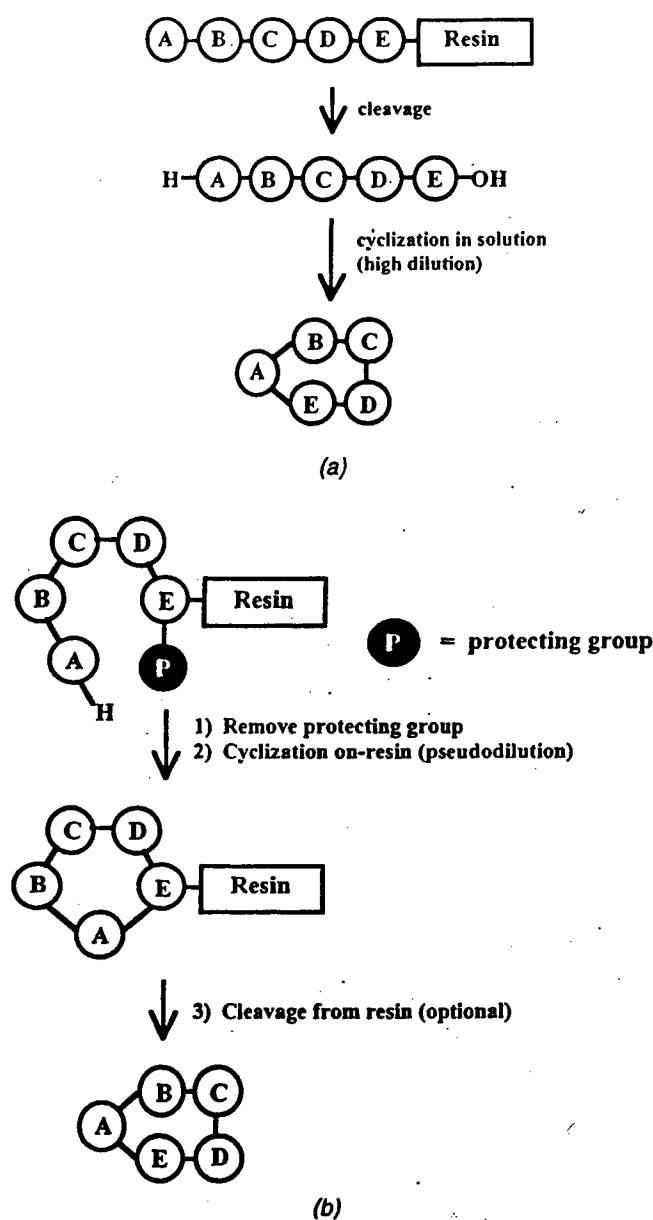 A B C D E Resin
cleavage
H A B C D E OH
cyclization in solution
(high dilution)
B C
A
E D
(a)
C D
B E Resin
A P P = protecting group
H
1) Remove protecting group
2) Cyclization on-resin (pseudodilution)
C D
B E Resin
A
3) Cleavage from resin (optional)
B C
A
E D
(b)